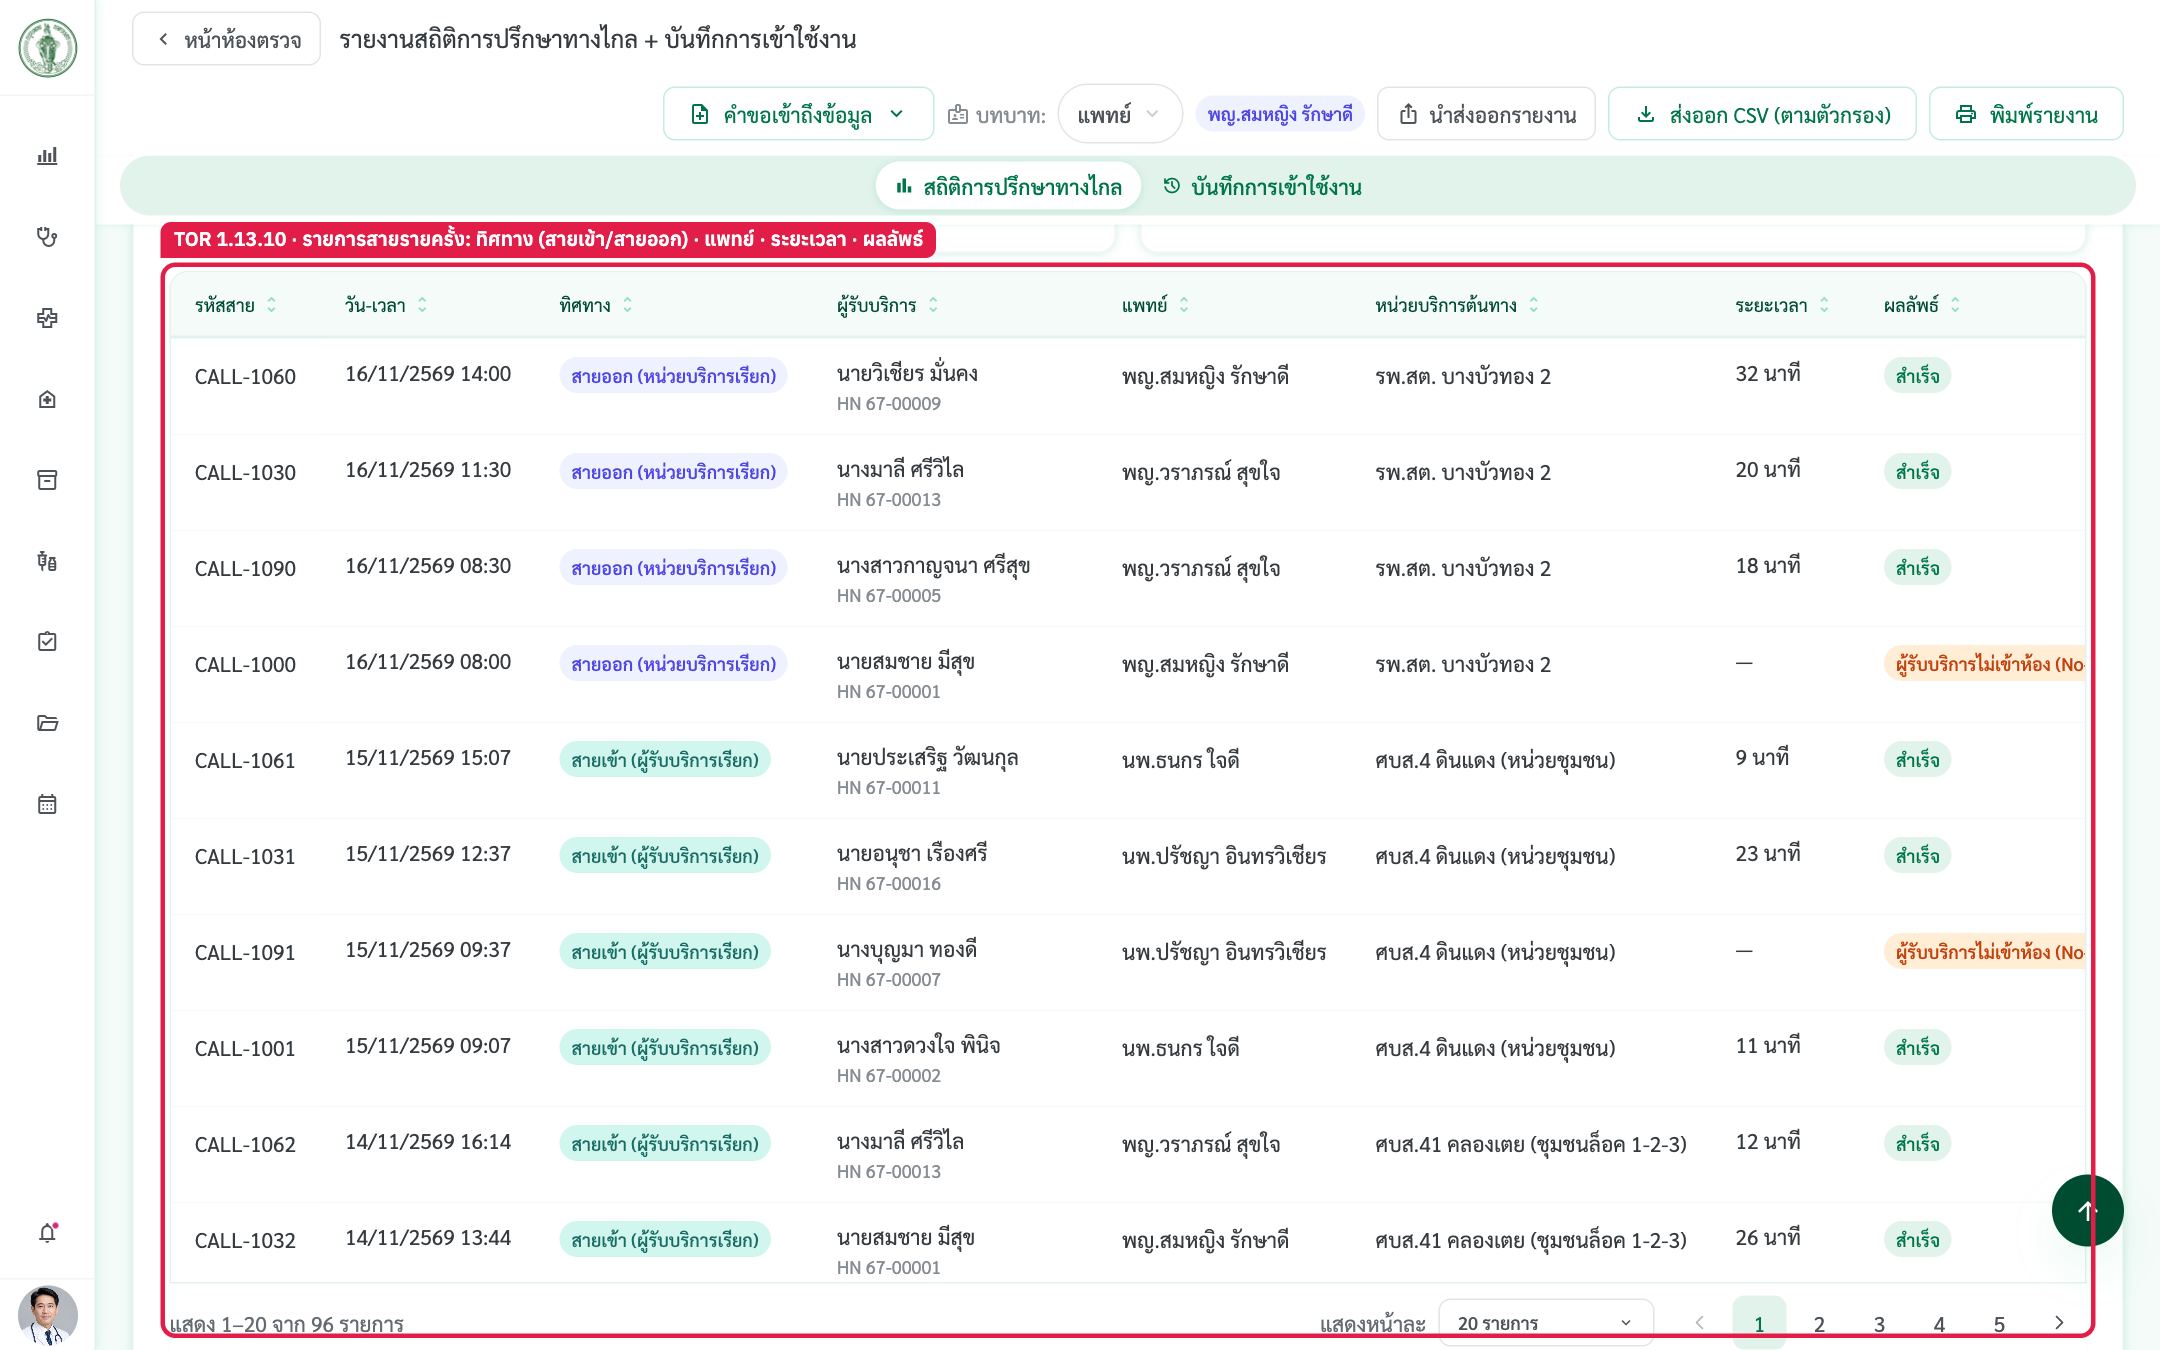 หน้าห้องตรวจ
รายงานสถิติการปรึกษาทางไกล + บันทึกการเข้าใช้งาน
คำขอเข้าถึงข้อมูล
บทบาท:
แพทย์
พญ.สมหญิง รักษาดี
นำส่งออกรายงาน
ส่งออก CSV (ตามตัวกรอง)
พิมพ์รายงาน
สถิติการปรึกษาทางไกล
บันทึกการเข้าใช้งาน
TOR 1.13.10 · รายการสายรายครั้ง: ทิศทาง (สายเข้า/สายออก) · แพทย์ · ระยะเวลา · ผลลัพธ์
รหัสสาย วัน-เวลา ทิศทาง ผู้รับบริการ แพทย์ หน่วยบริการต้นทาง ระยะเวลา ผลลัพธ์
CALL-1060 16/11/2569 14:00 สายออก (หน่วยบริการเรียก) นายวิเชียร มั่นคง พญ.สมหญิง รักษาดี รพ.สต. บางบัวทอง 2 32 นาที สำเร็จ
HN 67-00009
CALL-1030 16/11/2569 11:30 สายออก (หน่วยบริการเรียก) นางมาลี ศรีวิไล พญ.วราภรณ์ สุขใจ รพ.สต. บางบัวทอง 2 20 นาที สำเร็จ
HN 67-00013
CALL-1090 16/11/2569 08:30 สายออก (หน่วยบริการเรียก) นางสาวกาญจนา ศรีสุข พญ.วราภรณ์ สุขใจ รพ.สต. บางบัวทอง 2 18 นาที สำเร็จ
HN 67-00005
CALL-1000 16/11/2569 08:00 สายออก (หน่วยบริการเรียก) นายสมชาย มีสุข พญ.สมหญิง รักษาดี รพ.สต. บางบัวทอง 2 — ผู้รับบริการไม่เข้าห้อง (No-
HN 67-00001
CALL-1061 15/11/2569 15:07 สายเข้า (ผู้รับบริการเรียก) นายประเสริฐ วัฒนกุล นพ.ธนกร ใจดี ศบส.4 ดินแดง (หน่วยชุมชน) 9 นาที สำเร็จ
HN 67-00011
CALL-1031 15/11/2569 12:37 สายเข้า (ผู้รับบริการเรียก) นายอนุชา เรืองศรี นพ.ปรัชญา อินทรวิเชียร ศบส.4 ดินแดง (หน่วยชุมชน) 23 นาที สำเร็จ
HN 67-00016
CALL-1091 15/11/2569 09:37 สายเข้า (ผู้รับบริการเรียก) นางบุญมา ทองดี นพ.ปรัชญา อินทรวิเชียร ศบส.4 ดินแดง (หน่วยชุมชน) — ผู้รับบริการไม่เข้าห้อง (No-
HN 67-00007
CALL-1001 15/11/2569 09:07 สายเข้า (ผู้รับบริการเรียก) นางสาวดวงใจ พินิจ นพ.ธนกร ใจดี ศบส.4 ดินแดง (หน่วยชุมชน) 11 นาที สำเร็จ
HN 67-00002
CALL-1062 14/11/2569 16:14 สายเข้า (ผู้รับบริการเรียก) นางมาลี ศรีวิไล พญ.วราภรณ์ สุขใจ ศบส.41 คลองเตย (ชุมชนล็อค 1-2-3) 12 นาที สำเร็จ
HN 67-00013
CALL-1032 14/11/2569 13:44 สายเข้า (ผู้รับบริการเรียก) นายสมชาย มีสุข พญ.สมหญิง รักษาดี ศบส.41 คลองเตย (ชุมชนล็อค 1-2-3) 26 นาที สำเร็จ
HN 67-00001
แสดง 1–20 จาก 96 รายการ แสดงหน้าละ 20 รายการ 1 2 3 4 5